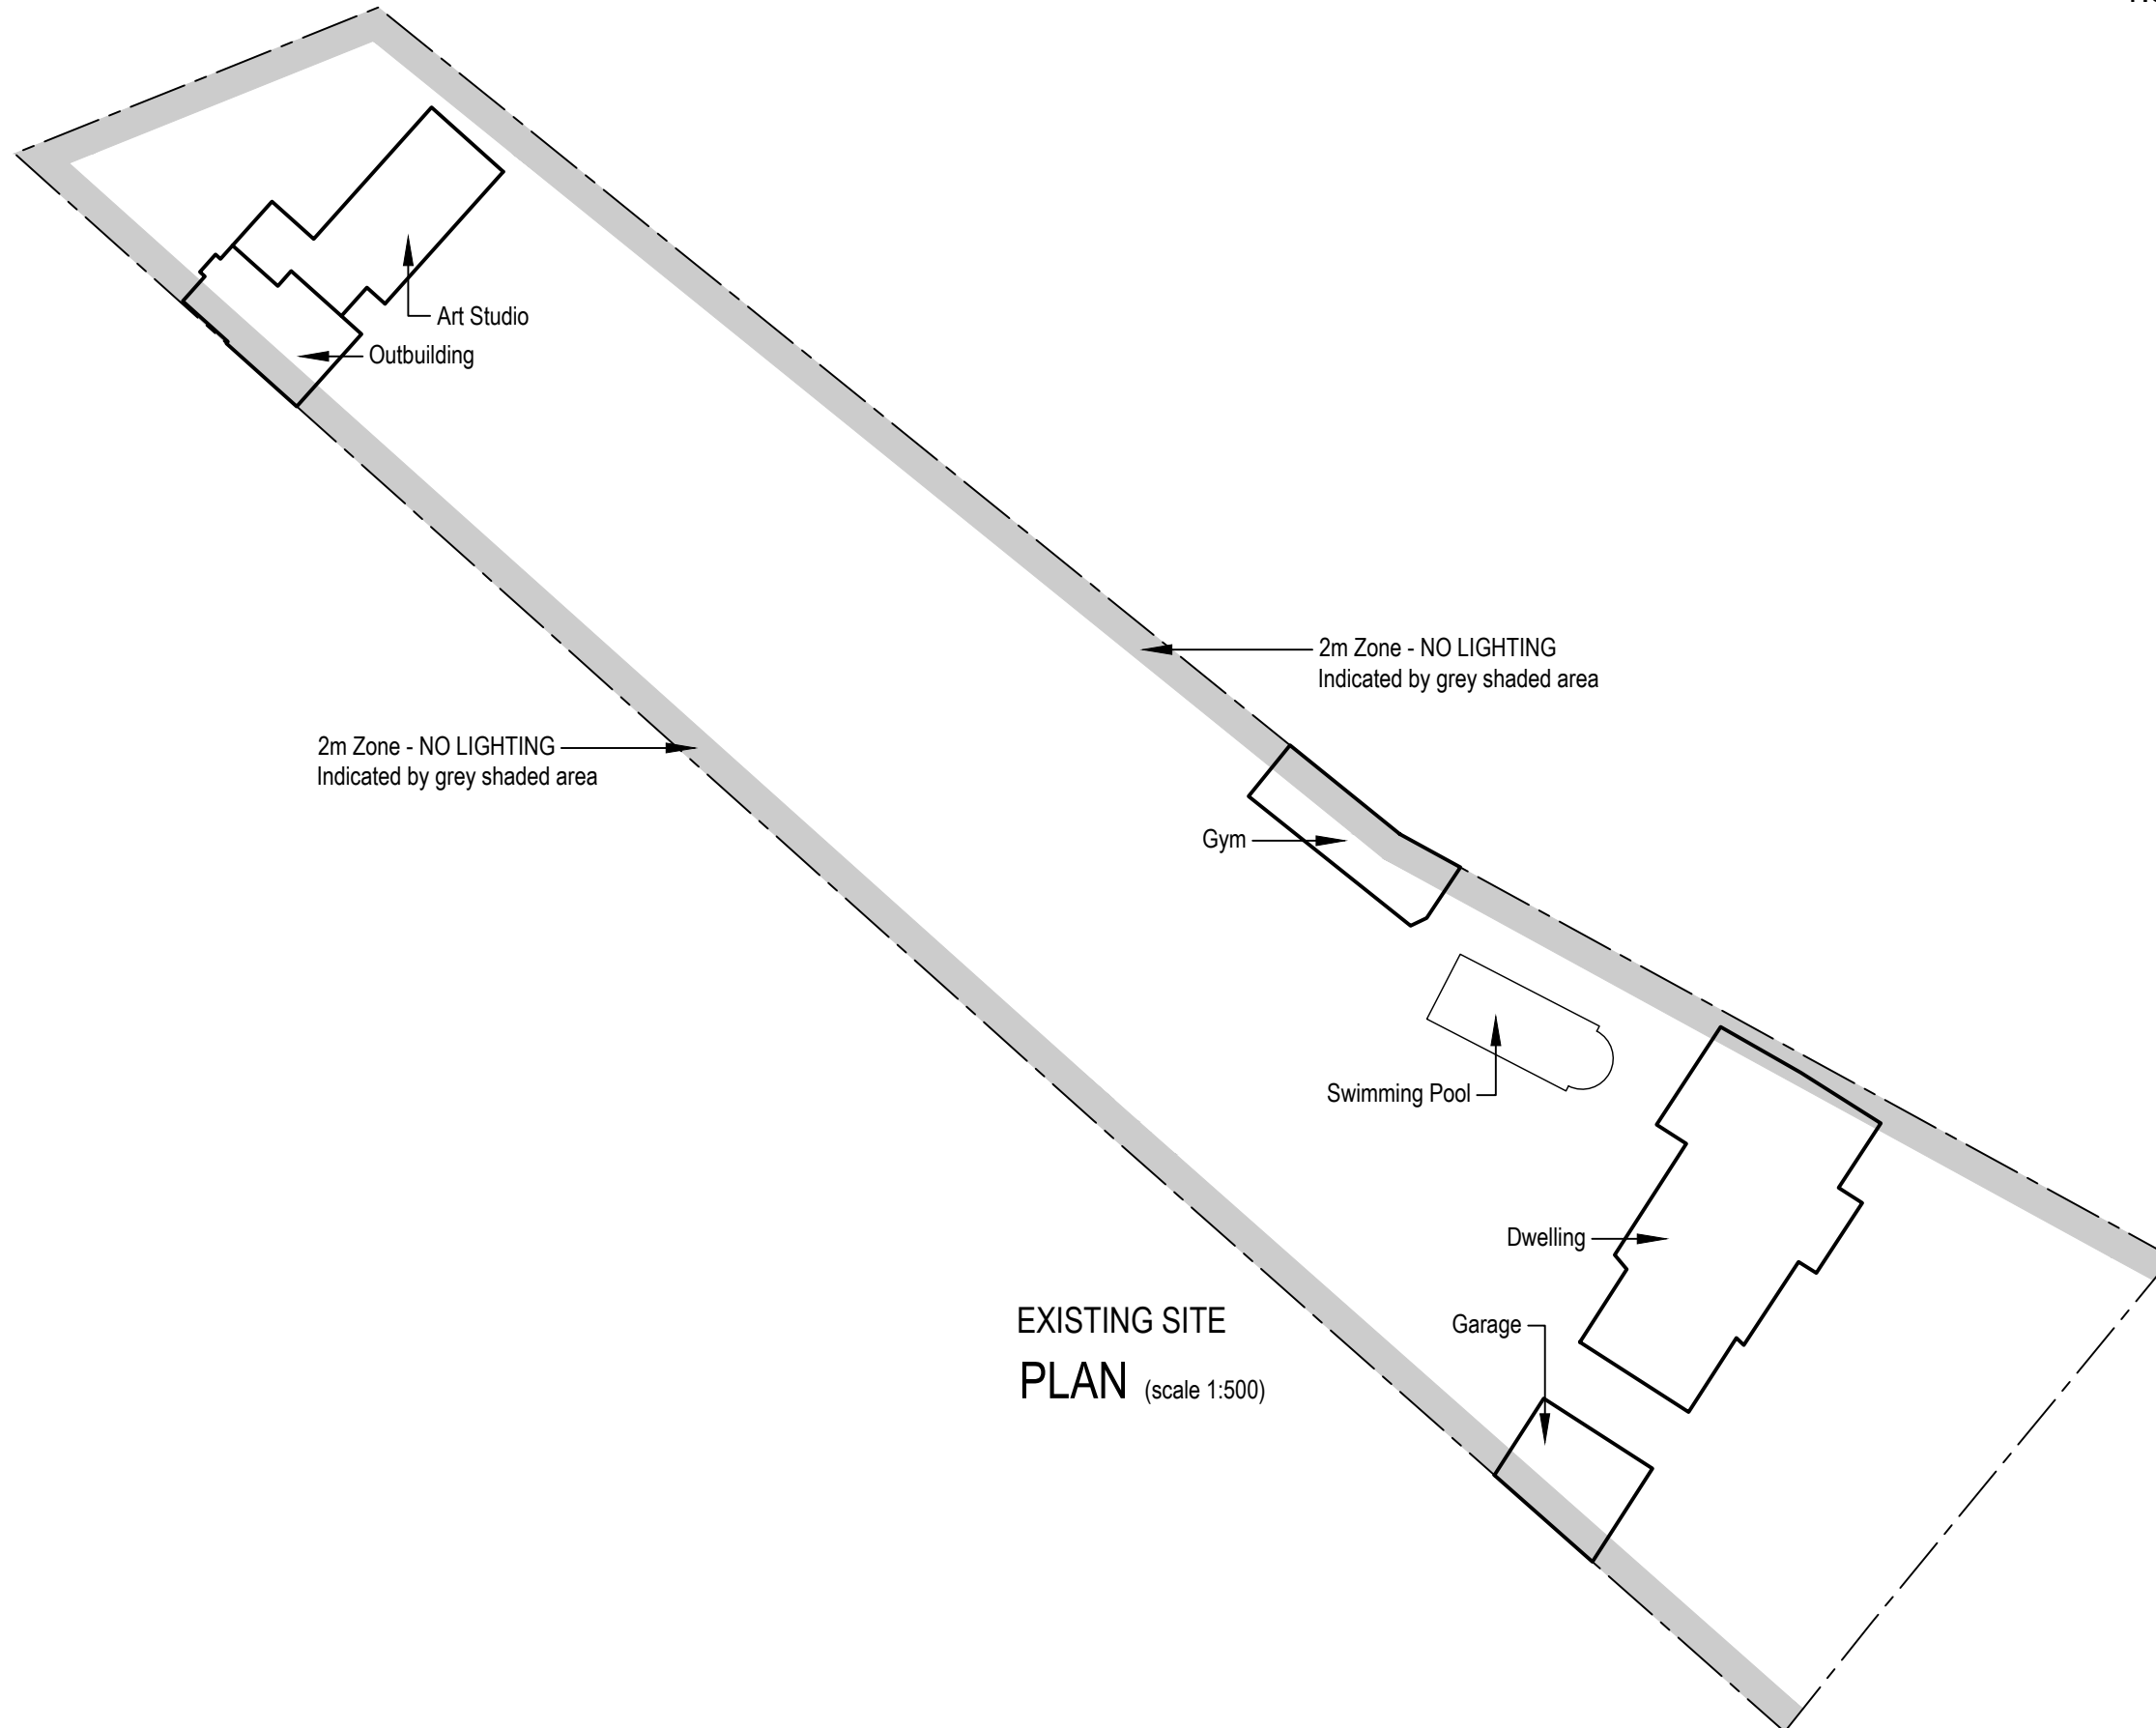 Art Studio
Outbuilding
2m Zone - NO LIGHTING
Indicated by grey shaded area
2m Zone - NO LIGHTING
Indicated by grey shaded area
Gym
Swimming Pool
Dwelling
Garage
EXISTING SITE
PLAN (scale 1:500)